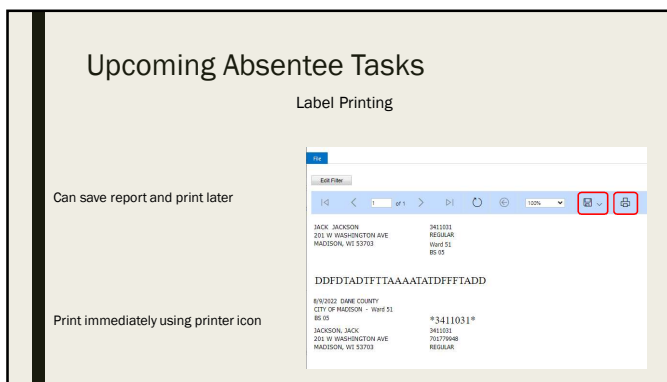 Upcoming Absentee Tasks
Label Printing
Can save report and print later
File
Edit Filter
1 of 1 100%
JACK JACKSON 3411031
201 W WASHINGTON AVE REGULAR
MADISON, WI 53703 Ward 51
BS 05
DDFDTADTFTTAAAATATDFFFTADD
8/9/2022 DANE COUNTY
CITY OF MADISON - Ward 51
BS 05 *3411031*
JACKSON, JACK 3411031
201 W WASHINGTON AVE 701779948
MADISON, WI 53703 REGULAR
Print immediately using printer icon